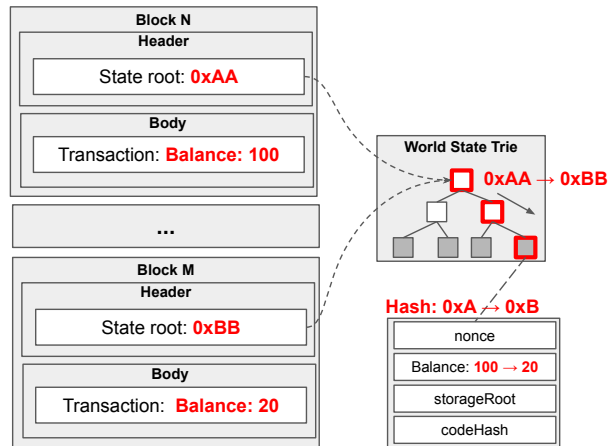 Block N
Header
State root: 0xAA
Body
Transaction: Balance: 100
...
Block M
Header
State root: 0xBB
Body
Transaction: Balance: 20
World State Trie
0xAA → 0xBB
Hash: 0xA → 0xB
nonce
Balance: 100 → 20
storageRoot
codeHash